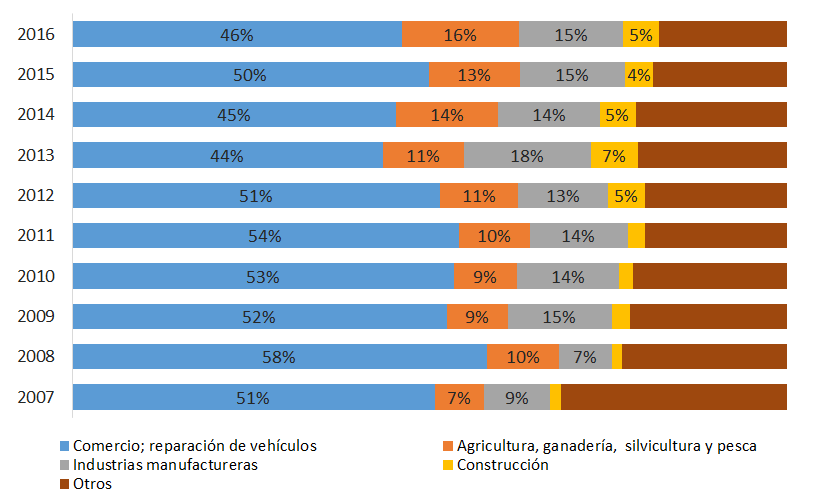 2016 46% 16% 15% 5%
2015 50% 13% 15% 4%
2014 45% 14% 14% 5%
2013 44% 11% 18% 7%
2012 51% 11% 13% 5%
2011 54% 10% 14%
2010 53% 9% 14%
2009 52% 9% 15%
2008 58% 10% 7%
2007 51% 7% 9%
Comercio; reparación de vehículos Agricultura, ganadería, silvicultura y pesca
Industrias manufactureras Construcción
Otros